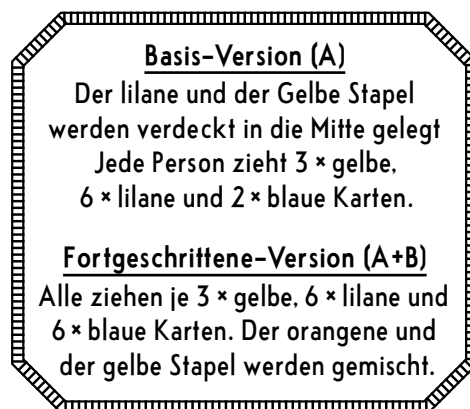 Basis-Version (A)
Der lilane und der Gelbe Stapel
werden verdeckt in die Mitte gelegt
Jede Person zieht 3 × gelbe,
6 × lilane und 2 × blaue Karten.
Fortgeschrittene-Version (A+B)
Alle ziehen je 3 × gelbe, 6 × lilane und
6 × blaue Karten. Der orangene und
der gelbe Stapel werden gemischt.